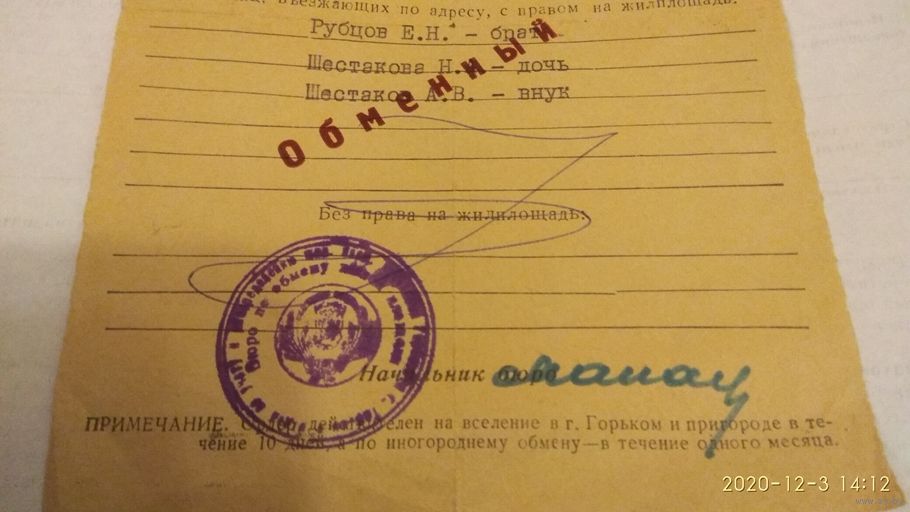 въезжающих по адресу, с правом на жилплощадь:
Рубцов Е.Н. - брат
Шестакова Н. - дочь
Шестаков А.В. - внук
Обменный
Без права на жилплощадь:
Бюро по обмену
Начальник бюро
ПРИМЕЧАНИЕ. Ордер действителен на вселение в г. Горьком и пригороде в те-
чение 10 дней, а по иногороднему обмену—в течение одного месяца.
2020-12-3 14:12